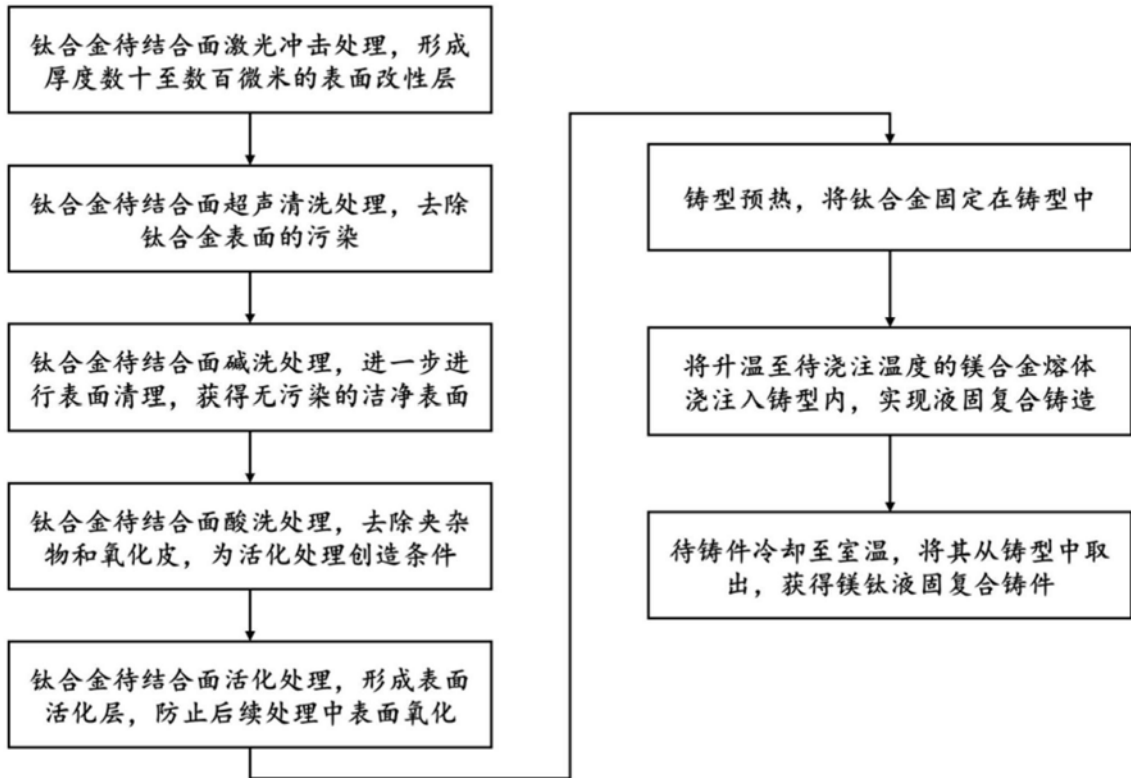 钛合金待结合面激光冲击处理，形成
厚度数十至数百微米的表面改性层
钛合金待结合面超声清洗处理，去除
钛合金表面的污染
钛合金待结合面碱洗处理，进一步进
行表面清理，获得无污染的洁净表面
钛合金待结合面酸洗处理，去除夹杂
物和氧化皮，为活化处理创造条件
钛合金待结合面活化处理，形成表面
活化层，防止后续处理中表面氧化
铸型预热，将钛合金固定在铸型中
将升温至待浇注温度的镁合金熔体
浇注入铸型内，实现液固复合铸造
待铸件冷却至室温，将其从铸型中取
出，获得镁钛液固复合铸件